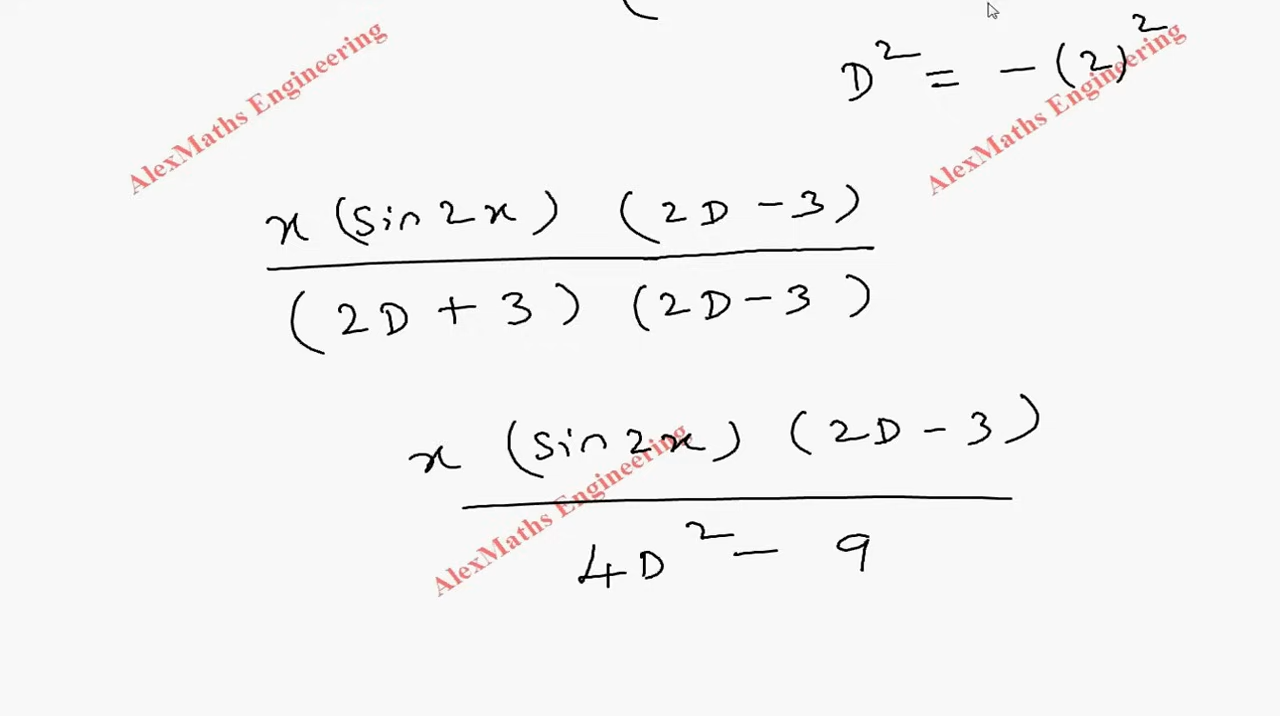 D² = - (2)²
AlexMaths Engineering
AlexMaths Engineering
x (sin 2x) (2D - 3)
(2D + 3) (2D - 3)
x (sin 2x) (2D - 3)
AlexMaths Engineering
4D² - 9